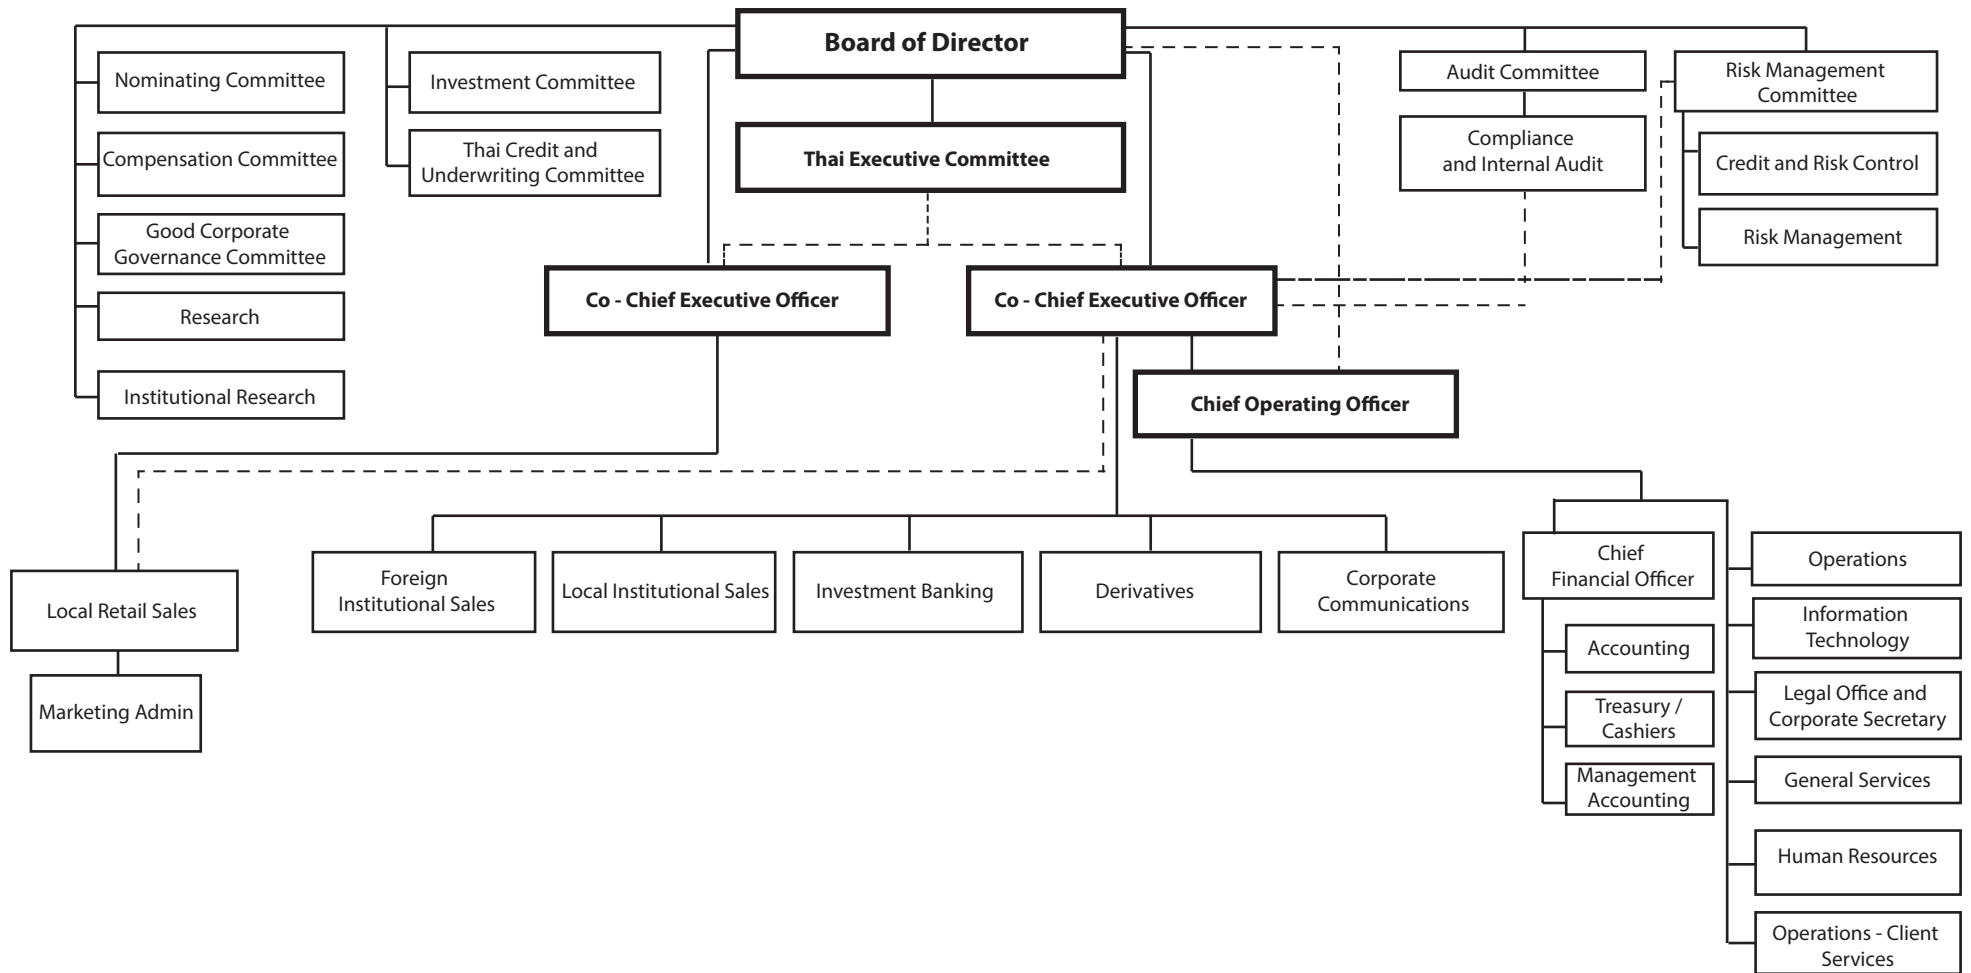 Board of Director
Nominating Committee
Investment Committee
Audit Committee
Risk Management
Committee
Compensation Committee
Thai Credit and
Underwriting Committee
Thai Executive Committee
Compliance
and Internal Audit
Credit and Risk Control
Good Corporate
Governance Committee
Risk Management
Research
Co - Chief Executive Officer
Co - Chief Executive Officer
Institutional Research
Chief Operating Officer
Local Retail Sales
Foreign
Institutional Sales
Local Institutional Sales
Investment Banking
Derivatives
Corporate
Communications
Chief
Financial Officer
Operations
Marketing Admin
Accounting
Information
Technology
Treasury /
Cashiers
Legal Office and
Corporate Secretary
Management
Accounting
General Services
Human Resources
Operations - Client
Services